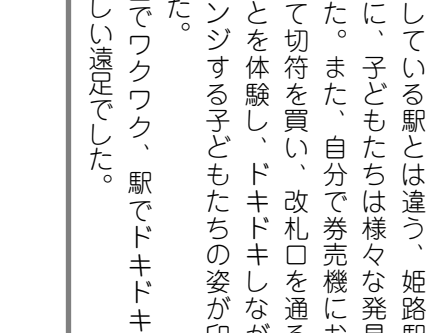 している駅とは違う、姫路駅
に、子どもたちは様々な発見
た。また、自分で券売機にお
て切符を買い、改札口を通る
とを体験し、ドキドキしなが
ンジする子どもたちの姿が印
た。
でワクワク、駅でドキドキ
しい遠足でした。